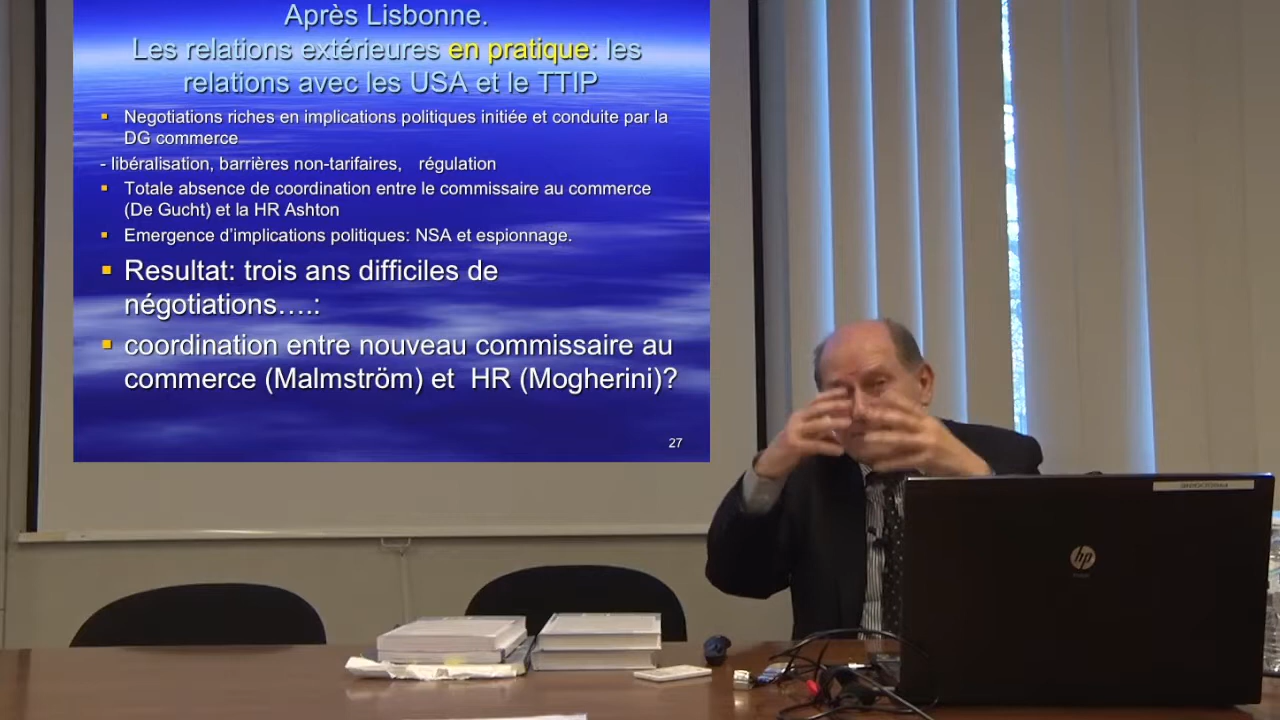 Après Lisbonne.
Les relations extérieures en pratique: les
relations avec les USA et le TTIP
Negotiations riches en implications politiques initiée et conduite par la
DG commerce
- libéralisation, barrières non-tarifaires, régulation
Totale absence de coordination entre le commissaire au commerce
(De Gucht) et la HR Ashton
Emergence d'implications politiques: NSA et espionnage.
Resultat: trois ans difficiles de
négotiations….:
coordination entre nouveau commissaire au
commerce (Malmström) et HR (Mogherini)?
27
hp